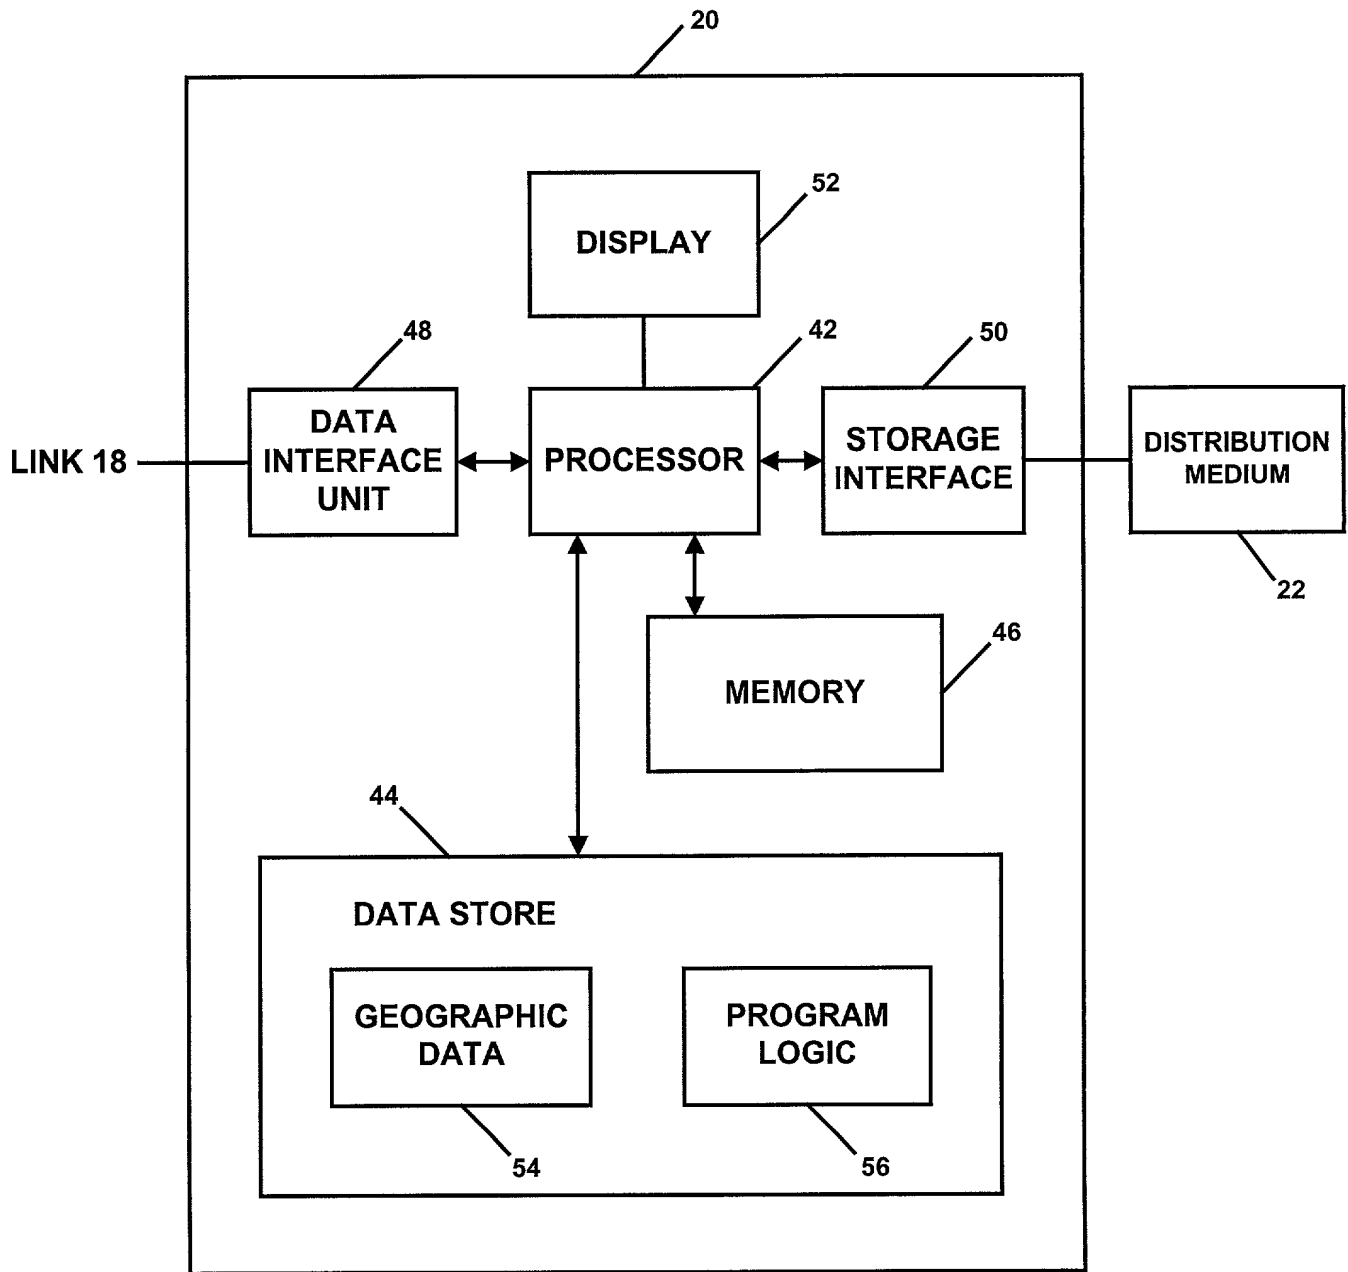 20
52
DISPLAY
48
42
50
DATA
INTERFACE
UNIT
PROCESSOR
STORAGE
INTERFACE
DISTRIBUTION
MEDIUM
LINK 18
22
46
MEMORY
44
DATA STORE
GEOGRAPHIC
DATA
PROGRAM
LOGIC
54
56